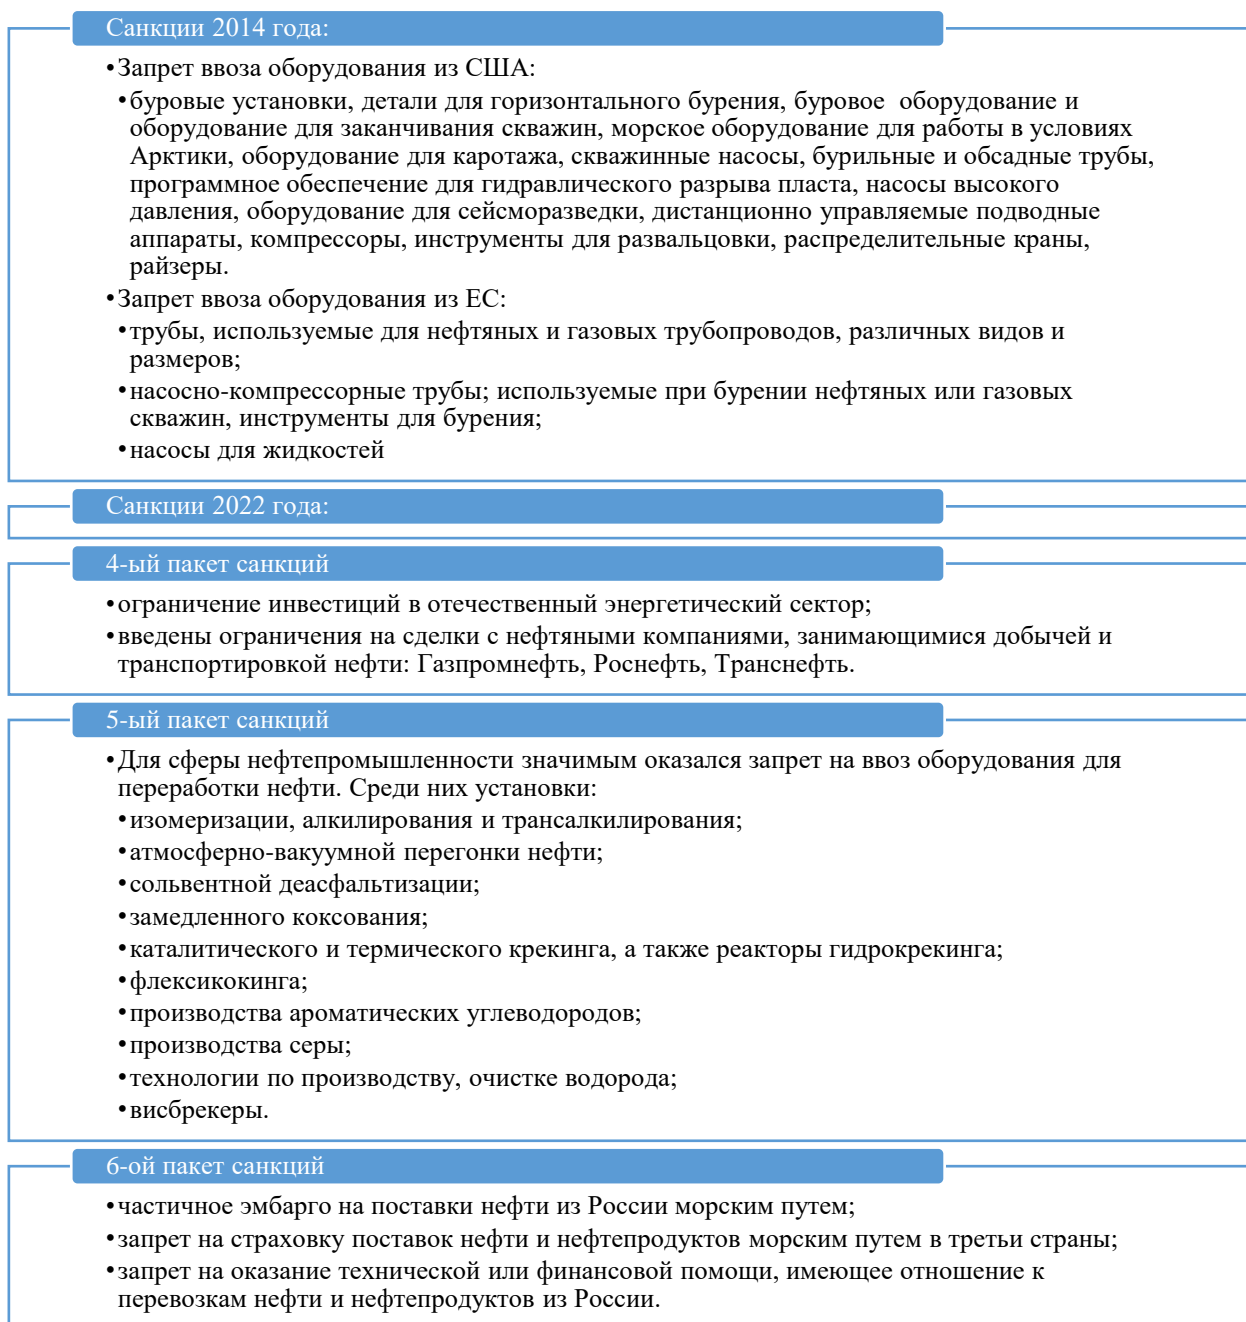 Санкции 2014 года:
•Запрет ввоза оборудования из США:
•буровые установки, детали для горизонтального бурения, буровое оборудование и
оборудование для заканчивания скважин, морское оборудование для работы в условиях
Арктики, оборудование для каротажа, скважинные насосы, бурильные и обсадные трубы,
программное обеспечение для гидравлического разрыва пласта, насосы высокого
давления, оборудование для сейсморазведки, дистанционно управляемые подводные
аппараты, компрессоры, инструменты для развальцовки, распределительные краны,
райзеры.
•Запрет ввоза оборудования из ЕС:
•трубы, используемые для нефтяных и газовых трубопроводов, различных видов и
размеров;
•насосно-компрессорные трубы; используемые при бурении нефтяных или газовых
скважин, инструменты для бурения;
•насосы для жидкостей
Санкции 2022 года:
4-ый пакет санкций
•ограничение инвестиций в отечественный энергетический сектор;
•введены ограничения на сделки с нефтяными компаниями, занимающимися добычей и
транспортировкой нефти: Газпромнефть, Роснефть, Транснефть.
5-ый пакет санкций
•Для сферы нефтепромышленности значимым оказался запрет на ввоз оборудования для
переработки нефти. Среди них установки:
•изомеризации, алкилирования и трансалкилирования;
•атмосферно-вакуумной перегонки нефти;
•сольвентной деасфальтизации;
•замедленного коксования;
•каталитического и термического крекинга, а также реакторы гидрокрекинга;
•флексикокинга;
•производства ароматических углеводородов;
•производства серы;
•технологии по производству, очистке водорода;
•висбрекеры.
6-ой пакет санкций
•частичное эмбарго на поставки нефти из России морским путем;
•запрет на страховку поставок нефти и нефтепродуктов морским путем в третьи страны;
•запрет на оказание технической или финансовой помощи, имеющее отношение к
перевозкам нефти и нефтепродуктов из России.